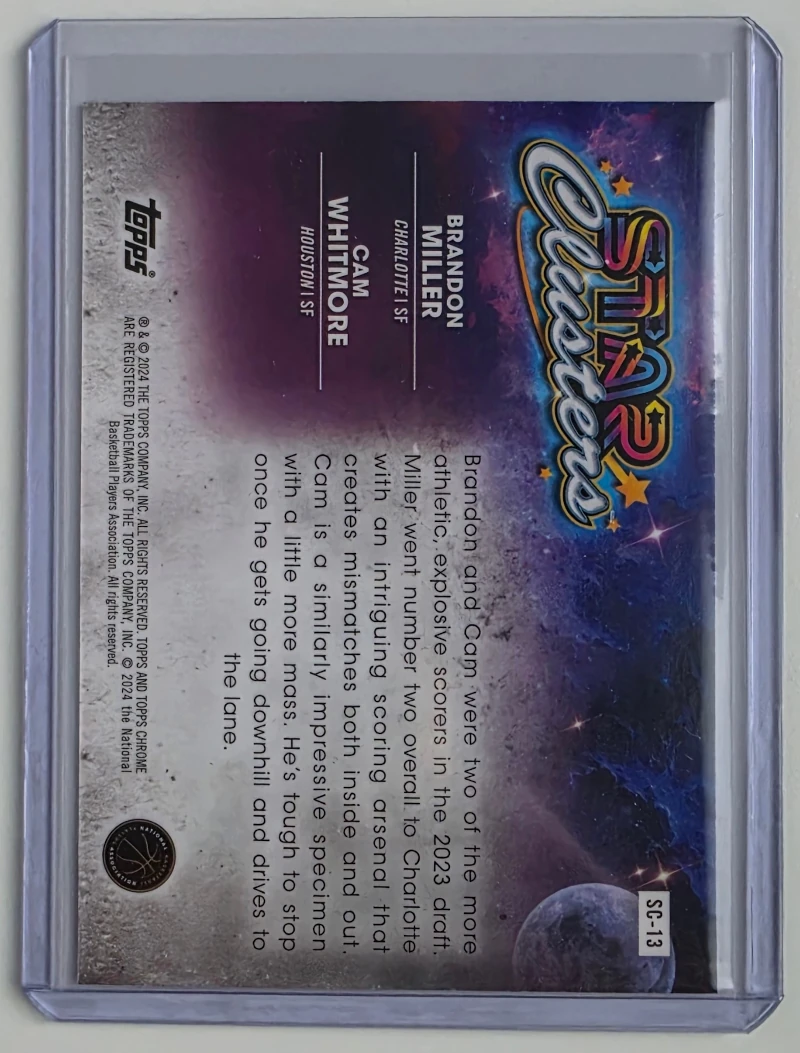 STAR
Clusters
SC-13
BRANDON
MILLER
CHARLOTTE | SF
CAM
WHITMORE
HOUSTON | SF
Brandon and Cam were two of the more
athletic, explosive scorers in the 2023 draft.
Miller went number two overall to Charlotte
with an intriguing scoring arsenal that
creates mismatches both inside and out.
Cam is a similarly impressive specimen
with a little more mass. He's tough to stop
once he gets going downhill and drives to
the lane.
topps®
® & © 2024 THE TOPPS COMPANY, INC. ALL RIGHTS RESERVED. TOPPS AND TOPPS CHROME
ARE REGISTERED TRADEMARKS OF THE TOPPS COMPANY, INC. © 2024 the National
Basketball Players Association. All rights reserved.